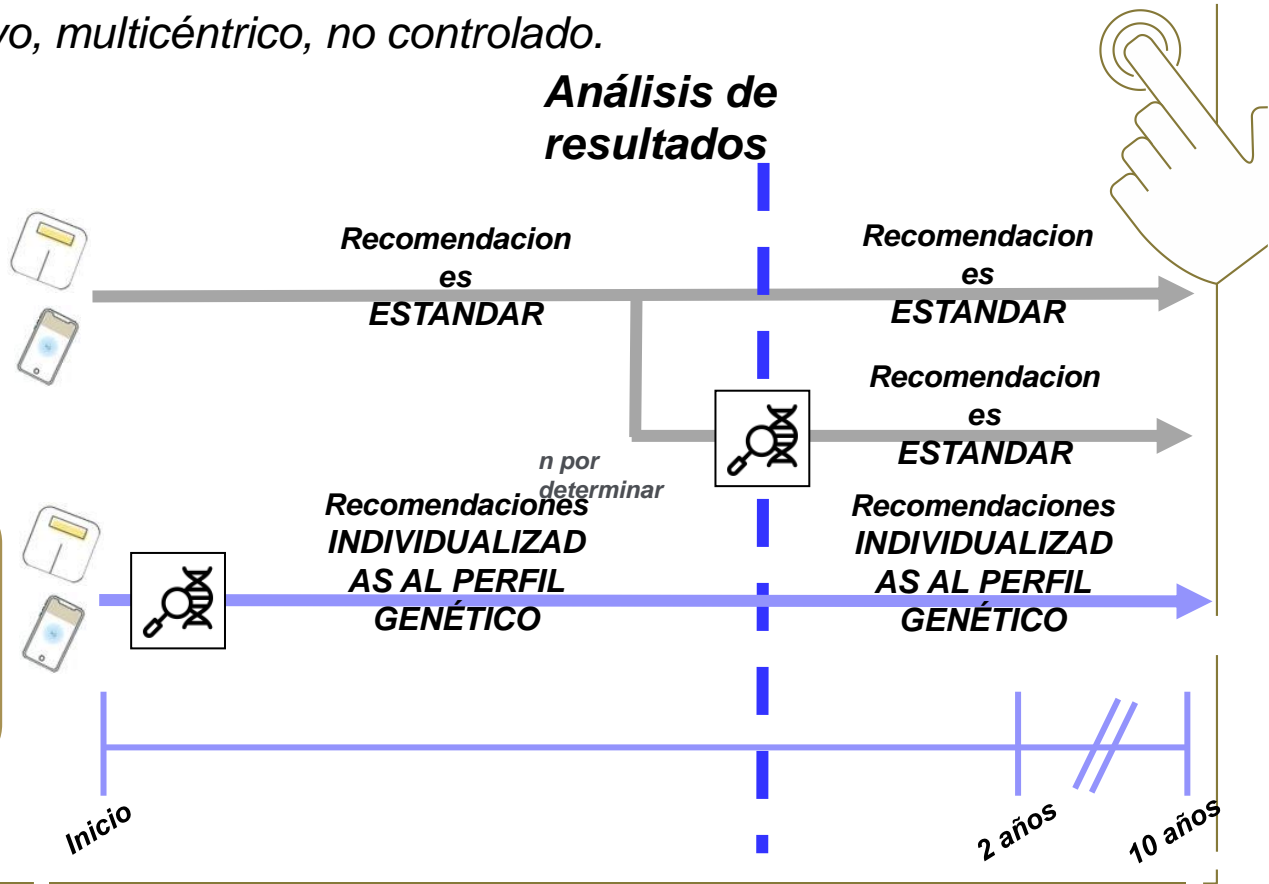 vo, multicéntrico, no controlado.
Análisis de
resultados
Recomendacion
es
ESTANDAR
Recomendacion
es
ESTANDAR
Recomendacion
es
ESTANDAR
n por
determinar
Recomendaciones
INDIVIDUALIZAD
AS AL PERFIL
GENÉTICO
Recomendaciones
INDIVIDUALIZAD
AS AL PERFIL
GENÉTICO
Inicio
2 años
10 años